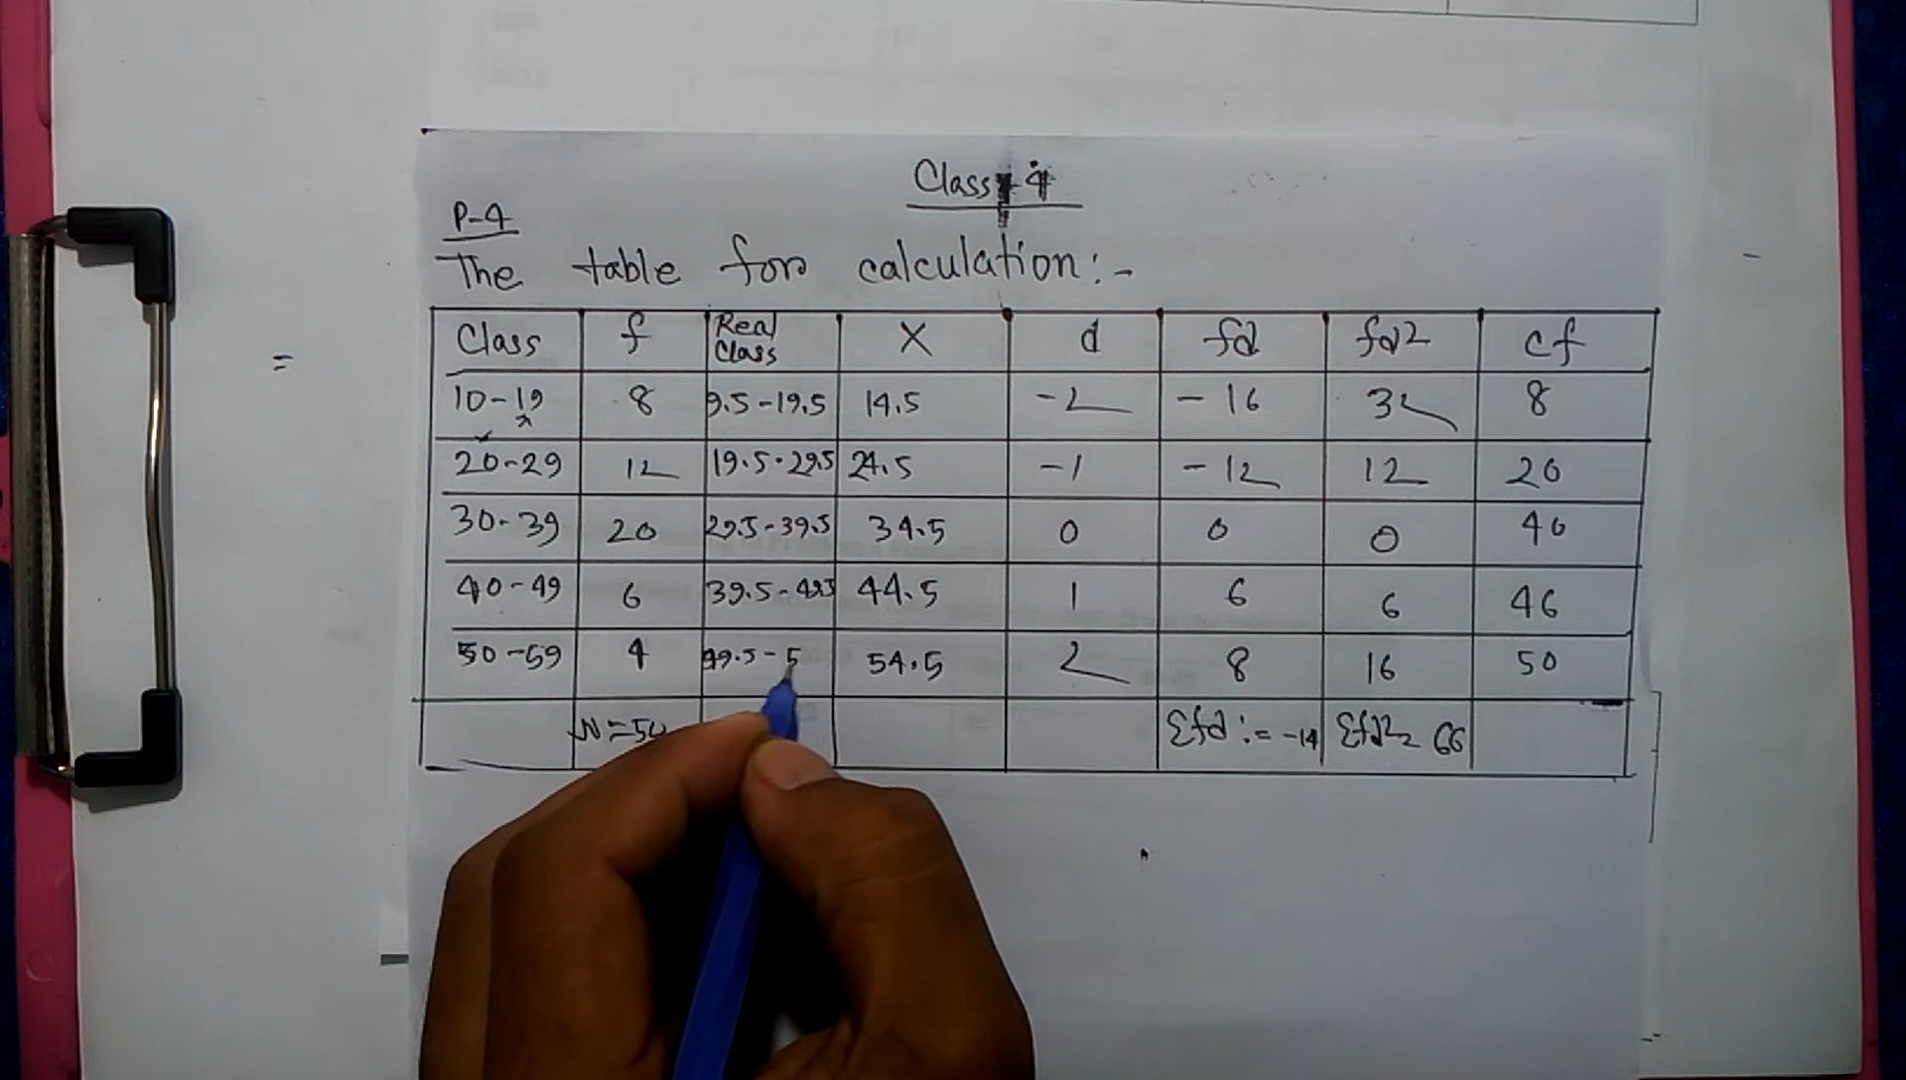 Class-4
P-4
The table for calculation:-
Class f Real Class X d fd fd2 cf
10-19 8 9.5-19.5 14.5 -2 -16 32 8
20-29 12 19.5-29.5 24.5 -1 -12 12 20
30-39 20 29.5-39.5 34.5 0 0 0 40
40-49 6 39.5-49.5 44.5 1 6 6 46
50-59 4 49.5-5 54.5 2 8 16 50
N=50 Σfd:=-14 Σfd2= 66
=